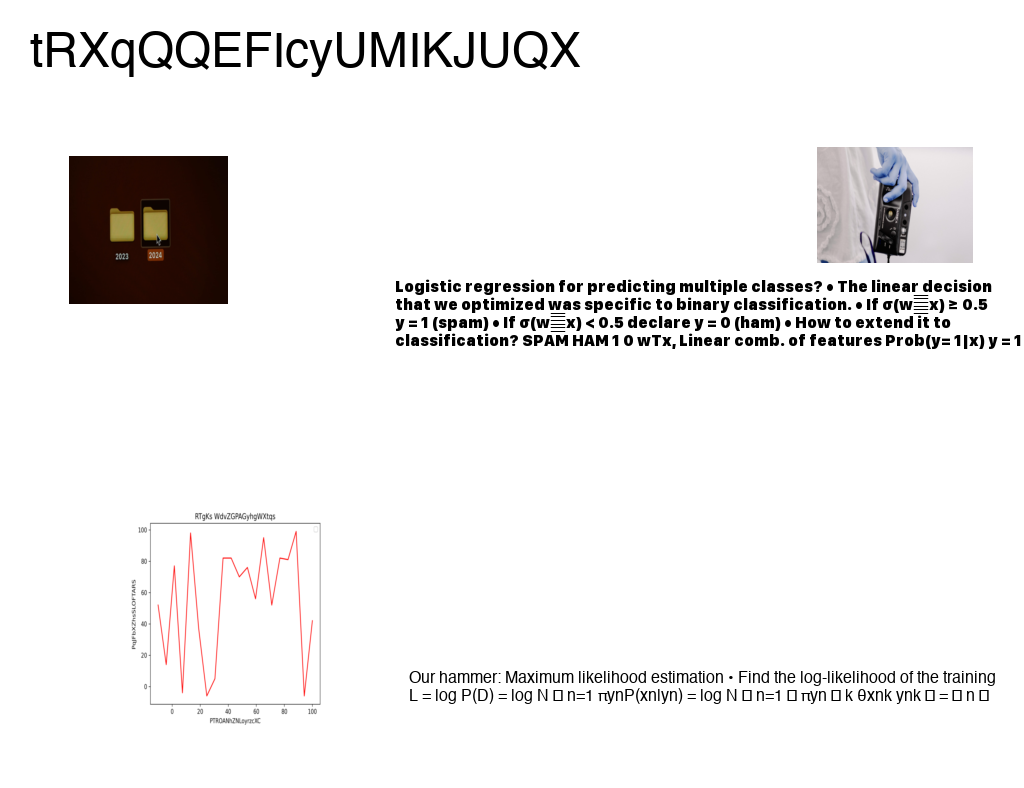 tRXqQQEFIcyUMIKJUQX
2023
2024
Logistic regression for predicting multiple classes? • The linear decision
that we optimized was specific to binary classification. • If σ(w𝍌x) ≥ 0.5
y = 1 (spam) • If σ(w𝍌x) < 0.5 declare y = 0 (ham) • How to extend it to
classification? SPAM HAM 1 0 wTx, Linear comb. of features Prob(y= 1|x) y = 1
RTgKs WdvZGPAGyhgWXtqs
100
80
60
40
20
0
PqjFbXZhsSLOFTARS
0 20 40 60 80 100
PTROANhZNLoyrzcXC
Our hammer: Maximum likelihood estimation • Find the log-likelihood of the training
L = log P(D) = log N □ n=1 πynP(xnlyn) = log N □ n=1 □ πyn □ k θxnk ynk □ = □ n □